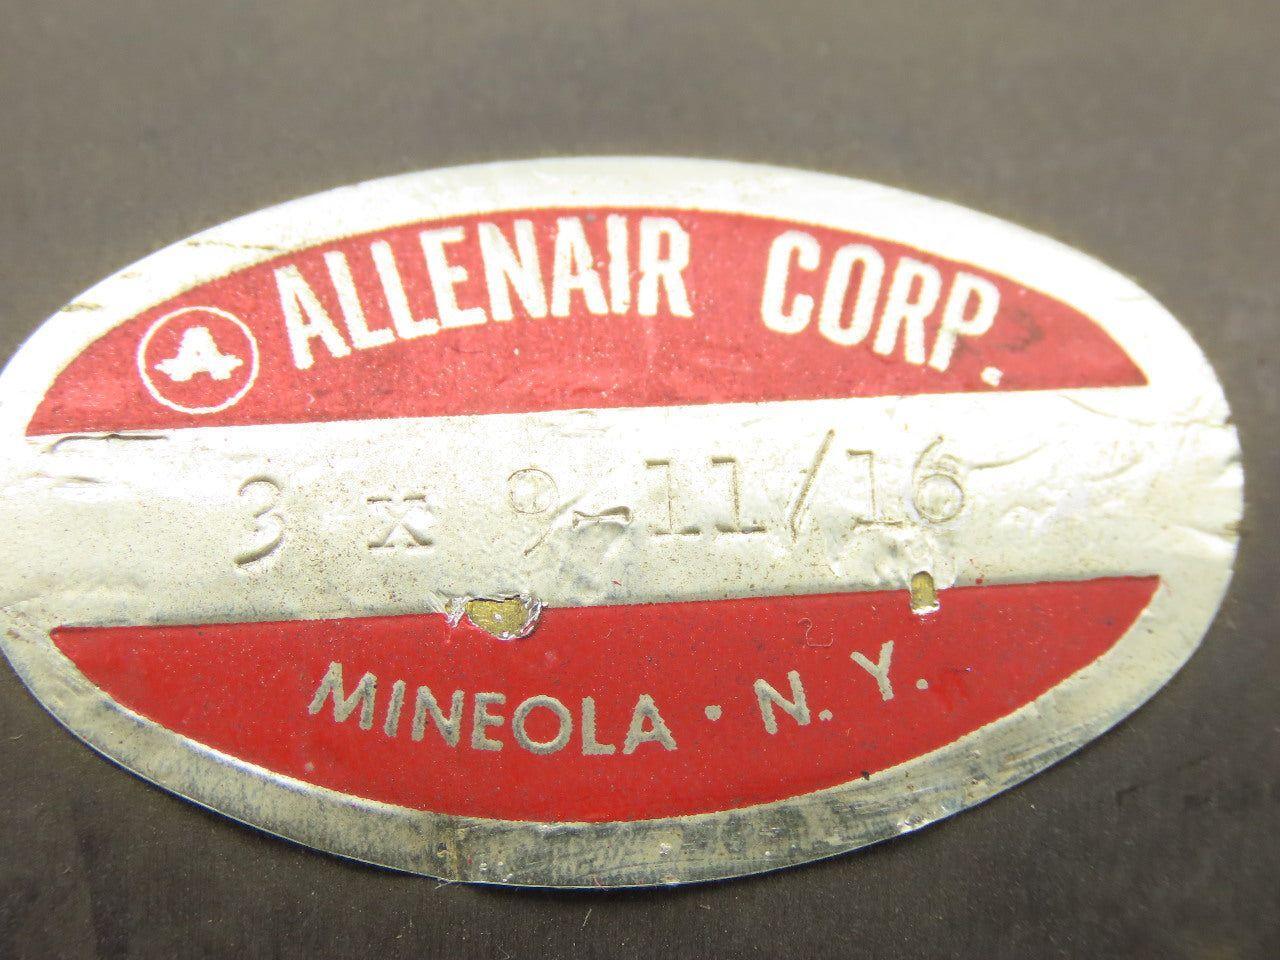 A ALLENAIR CORP.
3 x 9-11/16
MINEOLA · N. Y.